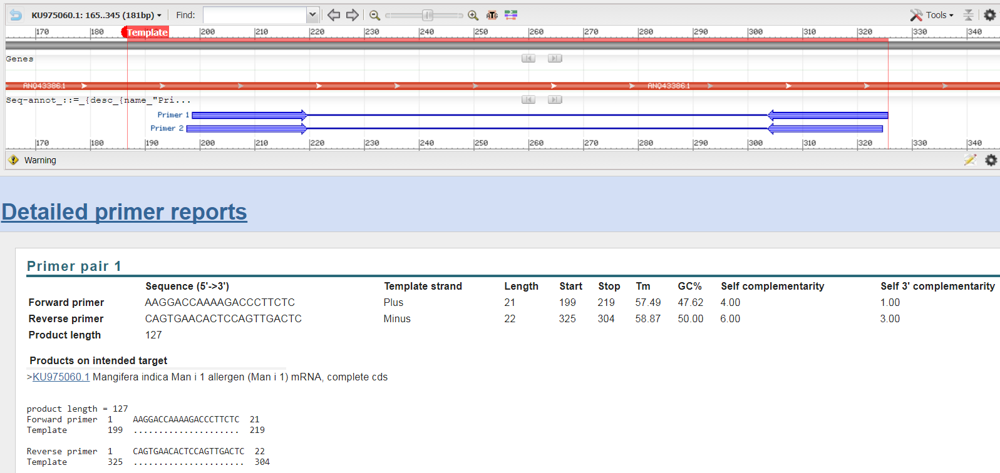 KU975060.1: 165..345 (181bp) Find: Tools
170 180 190 200 210 220 230 240 250 260 270 280 290 300 310 320 330 340
Template
Genes
ANQ43386.1 ANQ43386.1
Seq-annot_::=_{desc_{name_"Pri...
Primer 1
Primer 2
170 180 190 200 210 220 230 240 250 260 270 280 290 300 310 320 330 340
Warning
Detailed primer reports
Primer pair 1
Sequence (5'->3') Template strand Length Start Stop Tm GC% Self complementarity Self 3' complementarity
Forward primer AAGGACCAAAAGACCCTTCTC Plus 21 199 219 57.49 47.62 4.00 1.00
Reverse primer CAGTGAACACTCCAGTTGACTC Minus 22 325 304 58.87 50.00 6.00 3.00
Product length 127
Products on intended target
>KU975060.1 Mangifera indica Man i 1 allergen (Man i 1) mRNA, complete cds
product length = 127
Forward primer 1 AAGGACCAAAAGACCCTTCTC 21
Template 199 ..................... 219
Reverse primer 1 CAGTGAACACTCCAGTTGACTC 22
Template 325 ...................... 304